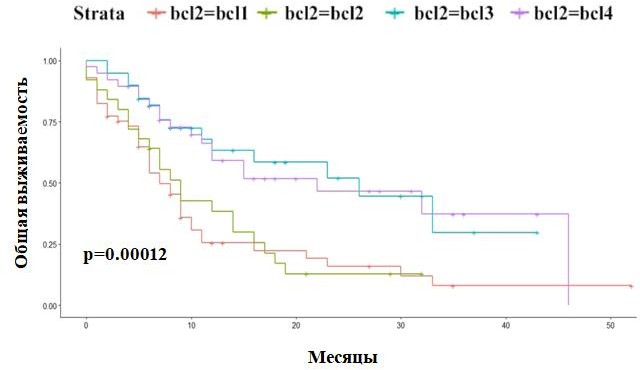 Strata bcl2=bcl1 bcl2=bcl2 bcl2=bcl3 bcl2=bcl4
Общая выживаемость
1.00
0.75
0.50
0.25
0.00
p=0.00012
0 10 20 30 40 50
Месяцы